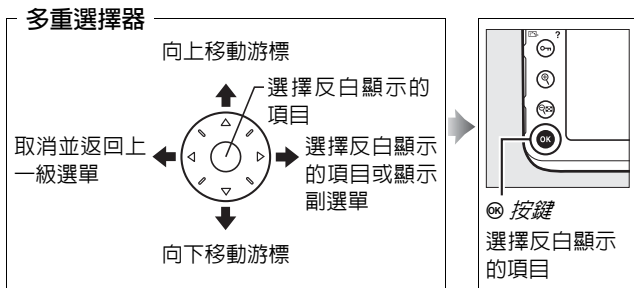 多重選擇器
向上移動游標
選擇反白顯示的
項目
取消並返回上
一級選單
選擇反白顯示
的項目或顯示
副選單
向下移動游標
?
OK
OK 按鍵
選擇反白顯示
的項目